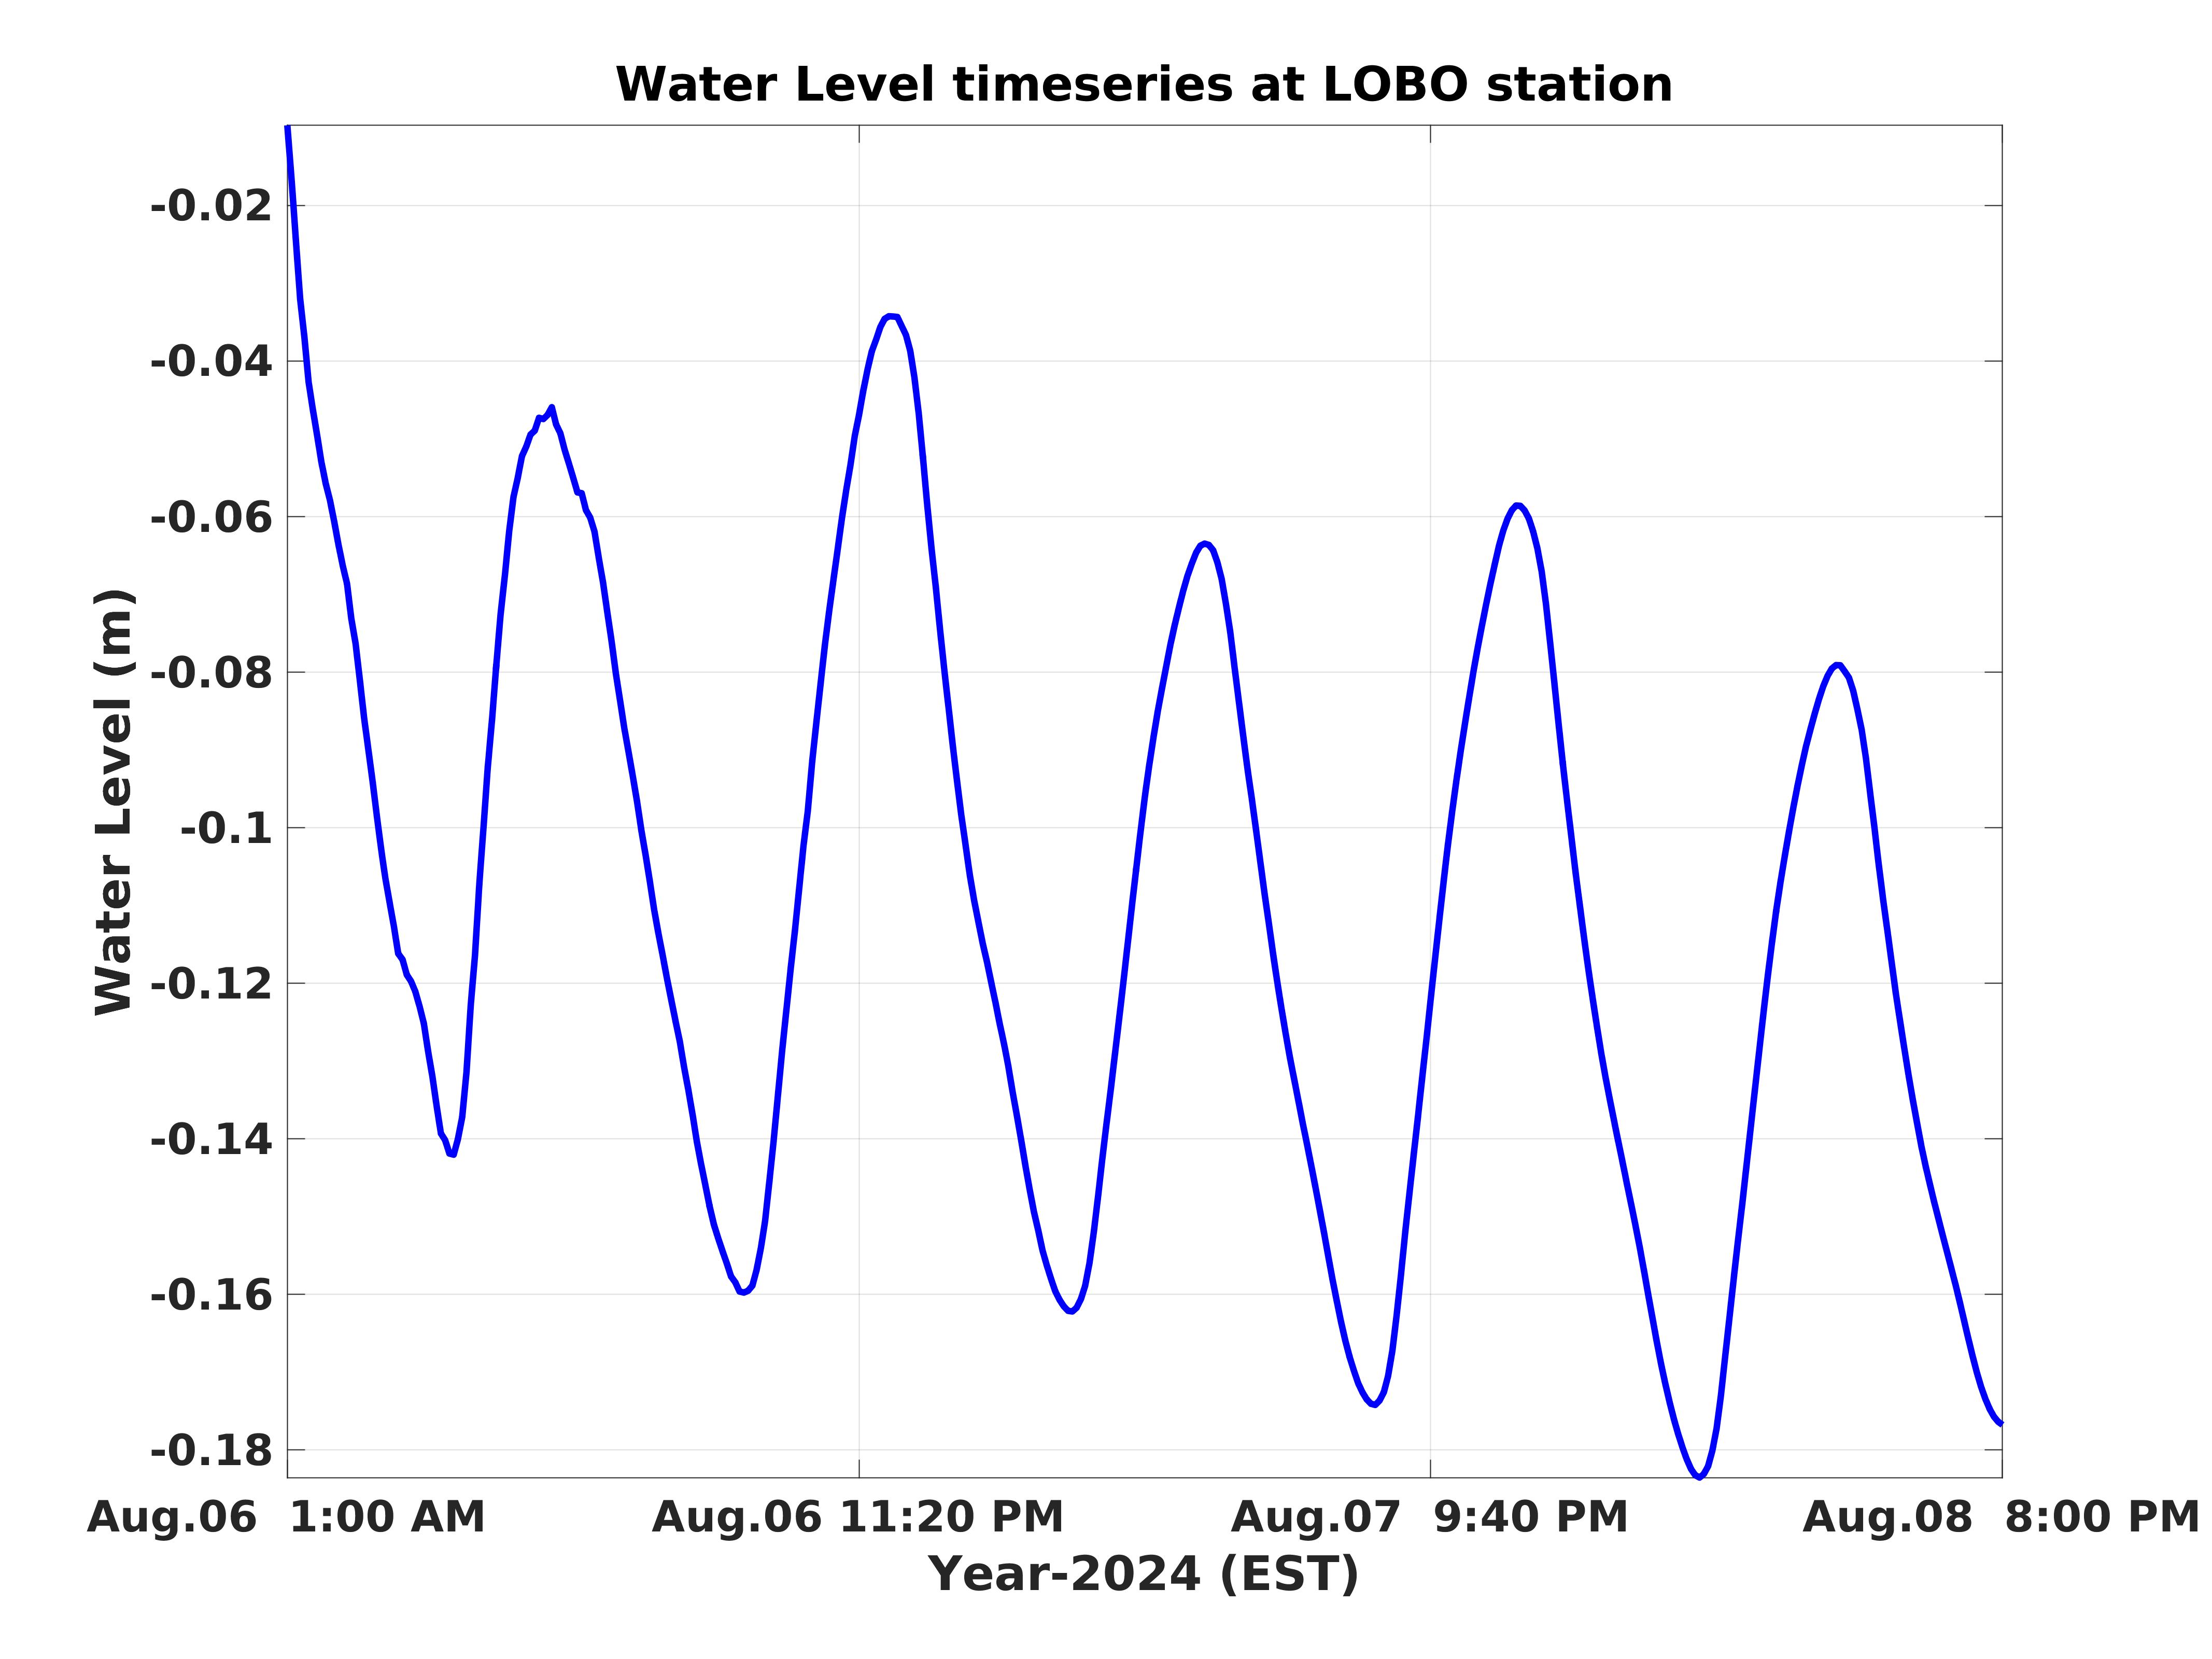 Water Level timeseries at LOBO station
Water Level (m)
-0.02
-0.04
-0.06
-0.08
-0.1
-0.12
-0.14
-0.16
-0.18
Aug.06  1:00 AM
Aug.06 11:20 PM
Aug.07  9:40 PM
Aug.08  8:00 PM
Year-2024 (EST)